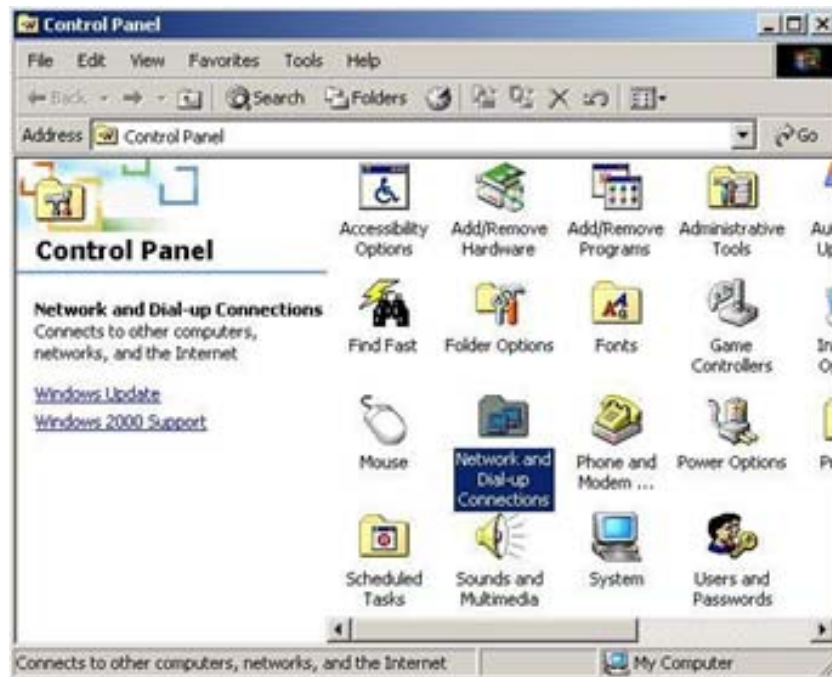 Control Panel
File Edit View Favorites Tools Help
Back Search Folders
Address Control Panel Go
Control Panel
Network and Dial-up Connections
Connects to other computers,
networks, and the Internet
Windows Update
Windows 2000 Support
Accessibility
Options
Add/Remove
Hardware
Add/Remove
Programs
Administrative
Tools
Find Fast
Folder Options
Fonts
Game
Controllers
Mouse
Network and
Dial-up
Connections
Phone and
Modem ...
Power Options
Scheduled
Tasks
Sounds and
Multimedia
System
Users and
Passwords
Connects to other computers, networks, and the Internet My Computer